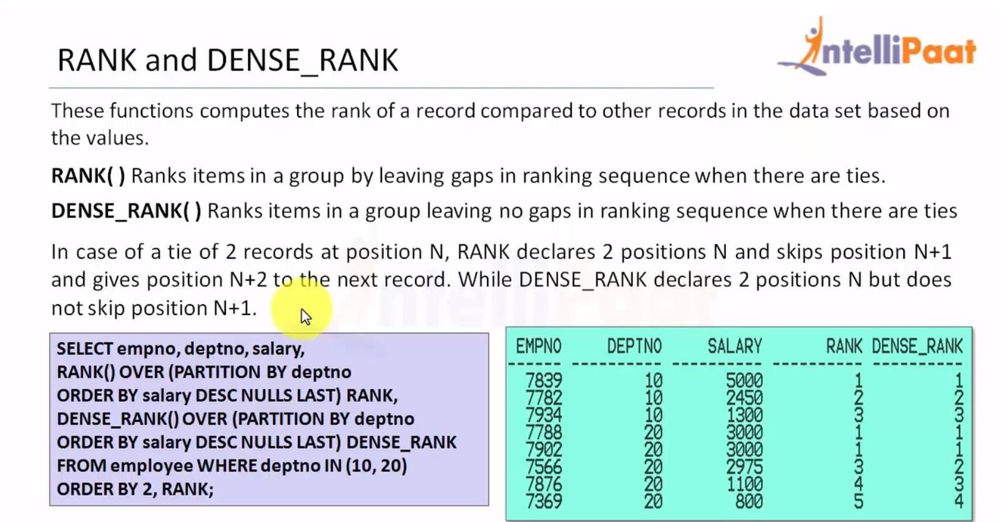 IntelliPaat
RANK and DENSE_RANK
These functions computes the rank of a record compared to other records in the data set based on
the values.
RANK( ) Ranks items in a group by leaving gaps in ranking sequence when there are ties.
DENSE_RANK( ) Ranks items in a group leaving no gaps in ranking sequence when there are ties
In case of a tie of 2 records at position N, RANK declares 2 positions N and skips position N+1
and gives position N+2 to the next record. While DENSE_RANK declares 2 positions N but does
not skip position N+1.
SELECT empno, deptno, salary,
RANK() OVER (PARTITION BY deptno
ORDER BY salary DESC NULLS LAST) RANK,
DENSE_RANK() OVER (PARTITION BY deptno
ORDER BY salary DESC NULLS LAST) DENSE_RANK
FROM employee WHERE deptno IN (10, 20)
ORDER BY 2, RANK;
EMPNO DEPTNO SALARY RANK DENSE_RANK
------ ---------- ---------- ---------- ----------
7839 10 5000 1 1
7782 10 2450 2 2
7934 10 1300 3 3
7788 20 3000 1 1
7902 20 3000 1 1
7566 20 2975 3 2
7876 20 1100 4 3
7369 20 800 5 4